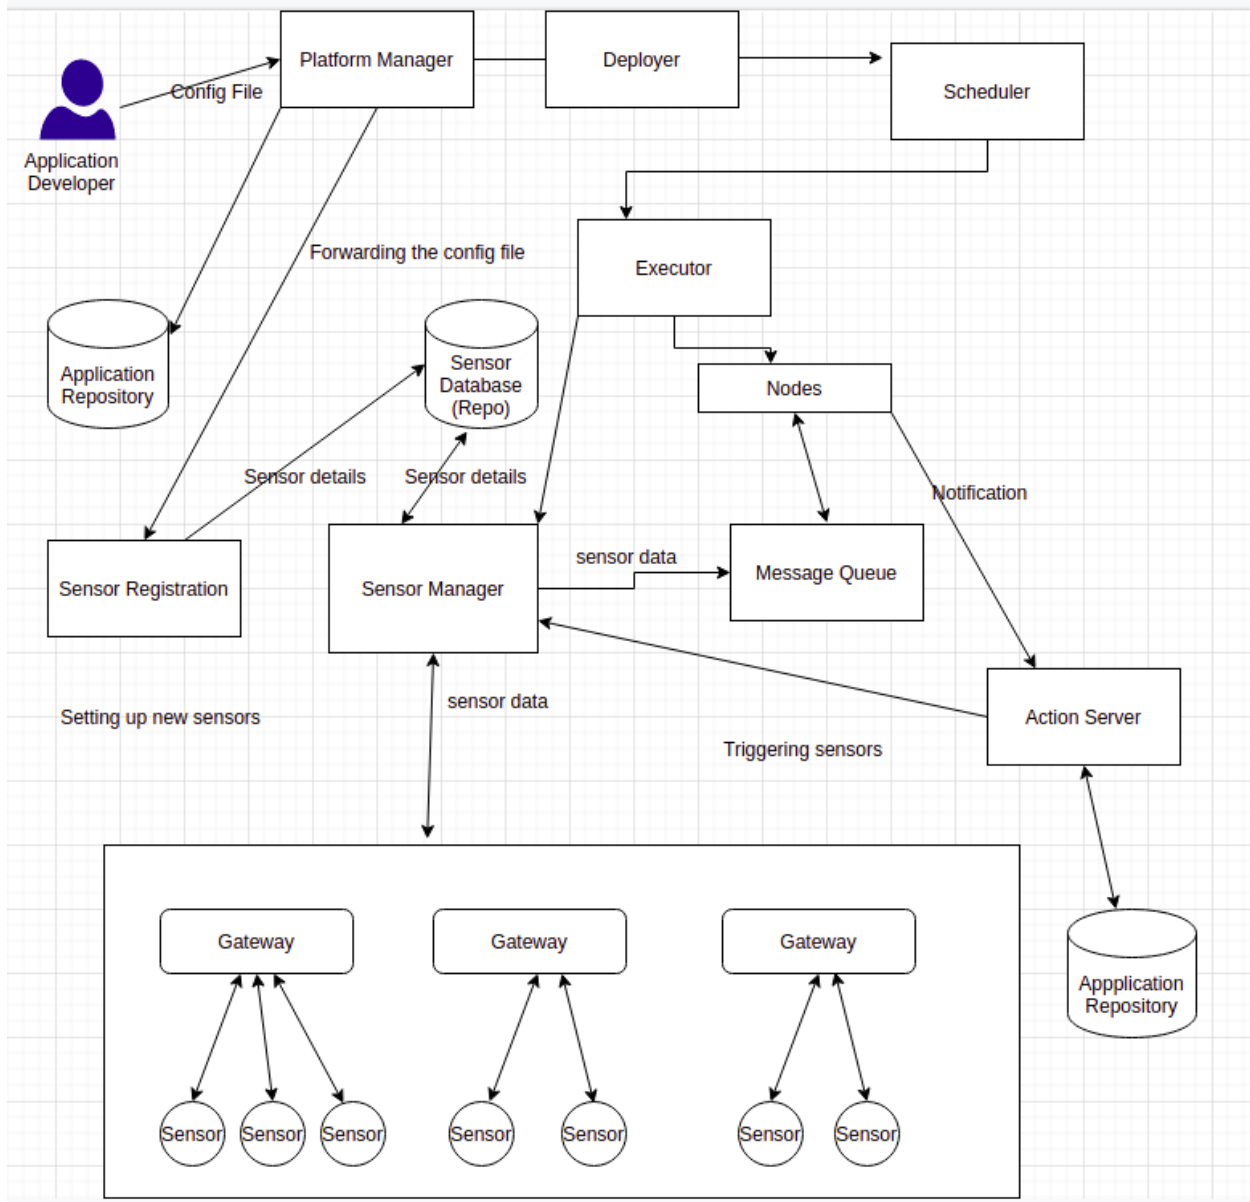 Platform Manager
Deployer
Scheduler
Config File
Application
Developer
Forwarding the config file
Executor
Application
Repository
Sensor
Database
(Repo)
Nodes
Sensor details
Sensor details
Notification
Sensor Registration
Sensor Manager
sensor data
Message Queue
Setting up new sensors
sensor data
Triggering sensors
Action Server
Gateway
Gateway
Gateway
Appplication
Repository
Sensor
Sensor
Sensor
Sensor
Sensor
Sensor
Sensor